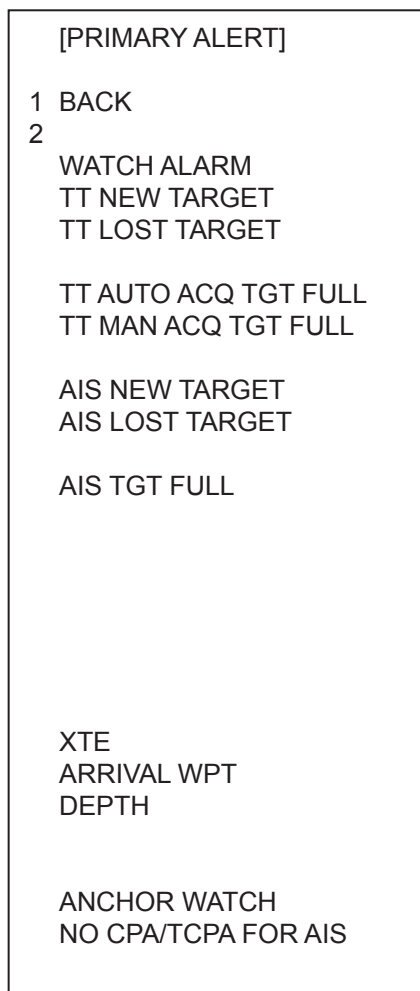 [PRIMARY ALERT]
1 BACK
2
WATCH ALARM
TT NEW TARGET
TT LOST TARGET
TT AUTO ACQ TGT FULL
TT MAN ACQ TGT FULL
AIS NEW TARGET
AIS LOST TARGET
AIS TGT FULL
XTE
ARRIVAL WPT
DEPTH
ANCHOR WATCH
NO CPA/TCPA FOR AIS